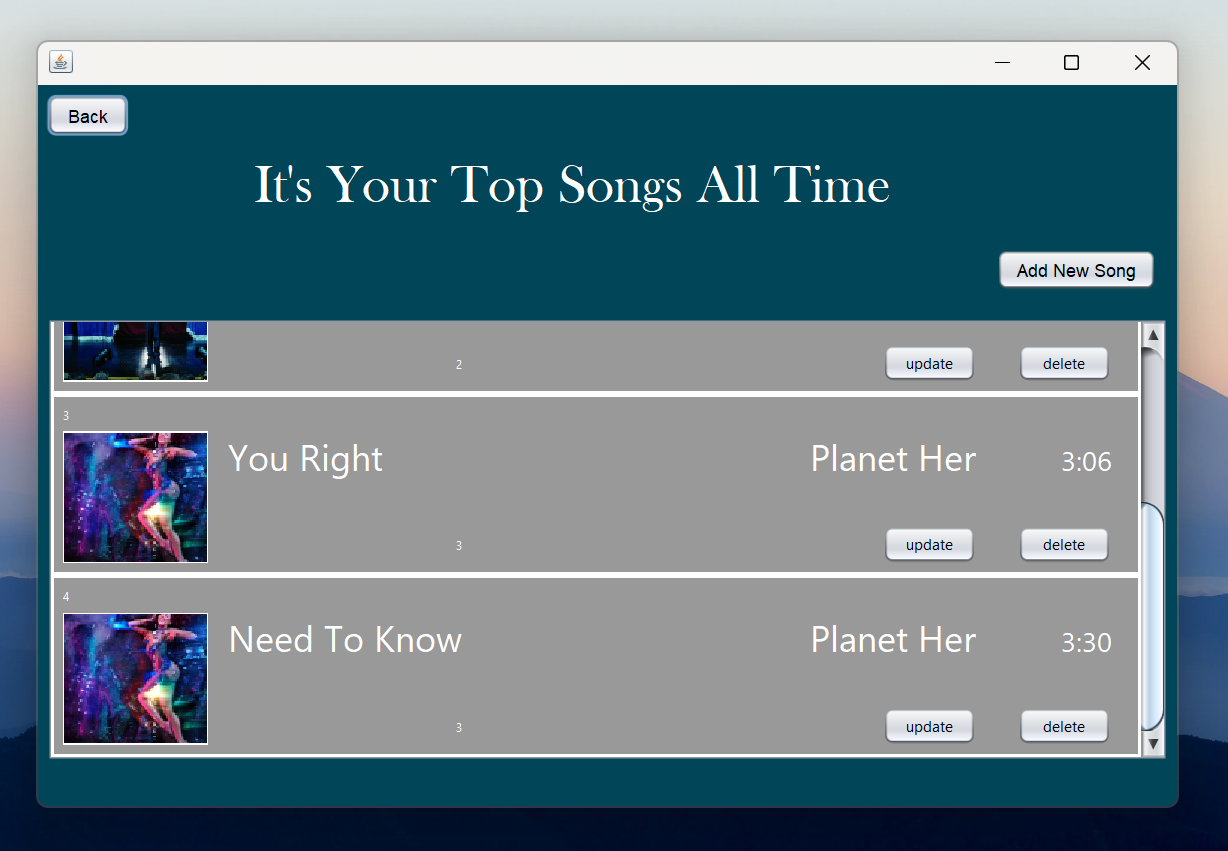 Back
It's Your Top Songs All Time
Add New Song
2 update delete
3
You Right Planet Her 3:06
3 update delete
4
Need To Know Planet Her 3:30
3 update delete